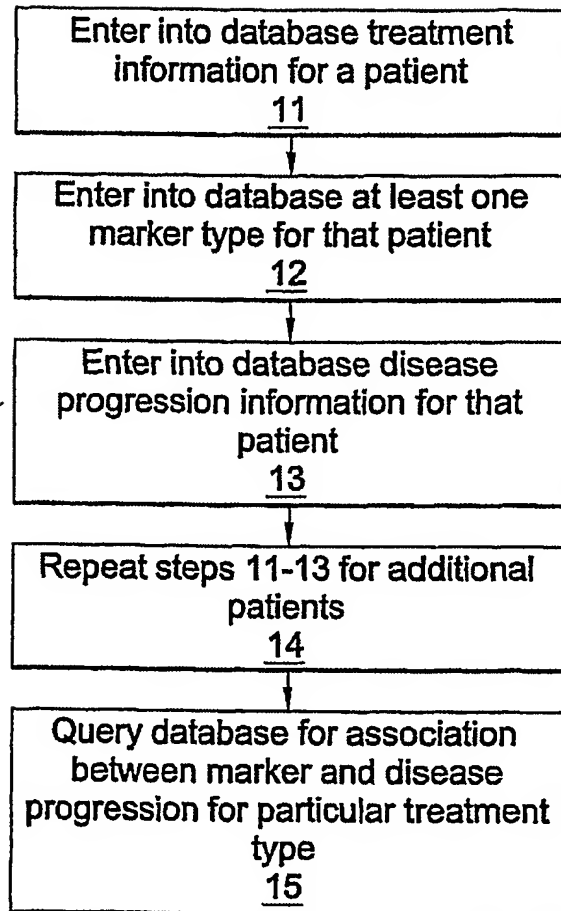 Enter into database treatment
information for a patient
11
Enter into database at least one
marker type for that patient
12
Enter into database disease
progression information for that
patient
13
Repeat steps 11-13 for additional
patients
14
Query database for association
between marker and disease
progression for particular treatment
type
15